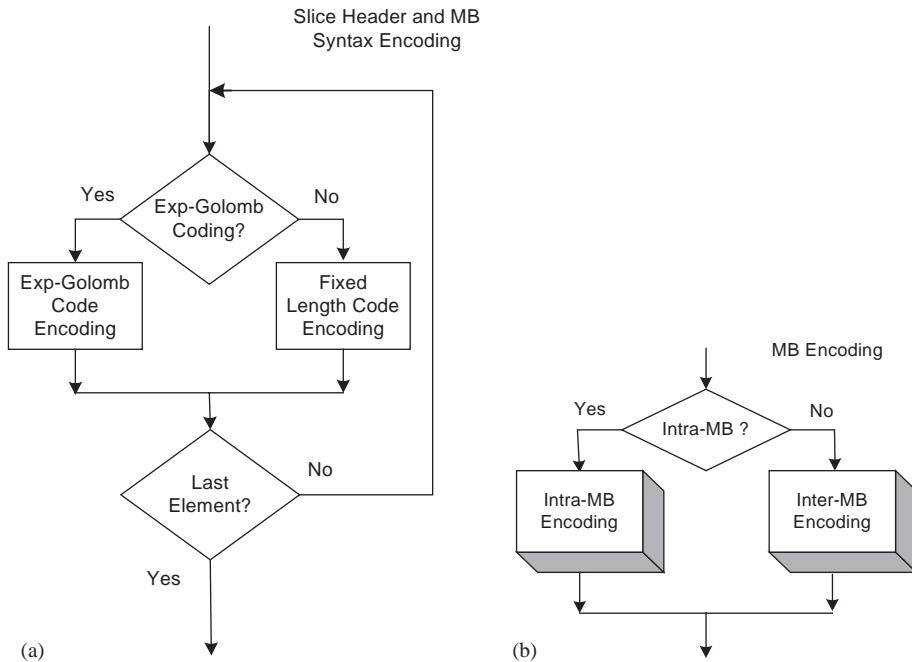 Slice Header and MB
Syntax Encoding
Yes
No
Exp-Golomb
Coding?
Exp-Golomb
Code
Encoding
Fixed
Length Code
Encoding
Last
Element?
No
Yes
(a)
MB Encoding
Yes
No
Intra-MB ?
Intra-MB
Encoding
Inter-MB
Encoding
(b)